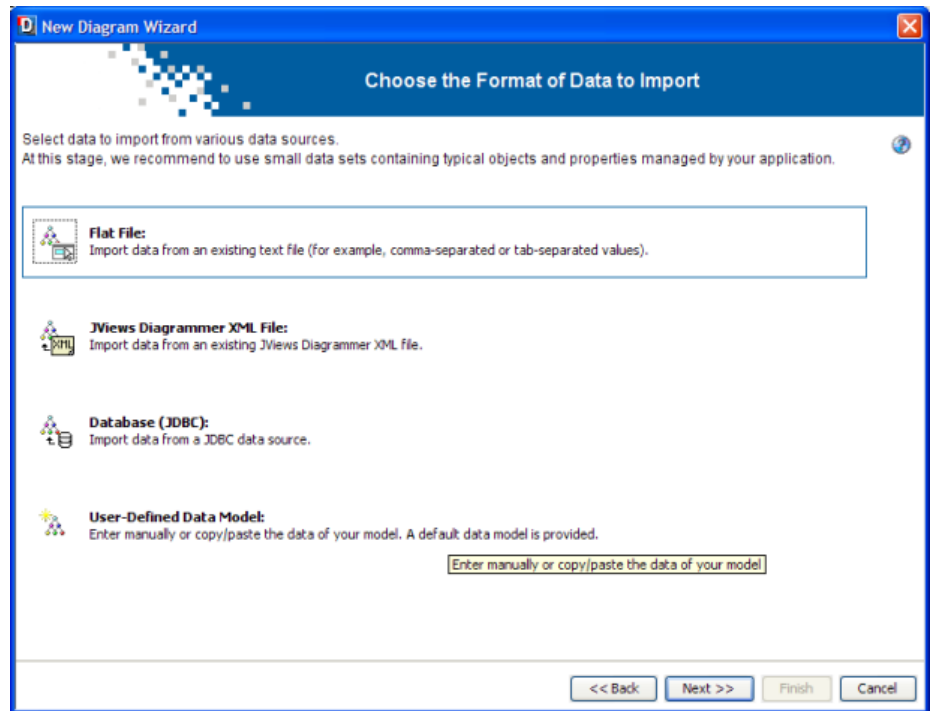 New Diagram Wizard
Choose the Format of Data to Import
Select data to import from various data sources.
At this stage, we recommend to use small data sets containing typical objects and properties managed by your application.
Flat File:
Import data from an existing text file (for example, comma-separated or tab-separated values).
JViews Diagrammer XML File:
XML
Import data from an existing JViews Diagrammer XML file.
Database (JDBC):
Import data from a JDBC data source.
User-Defined Data Model:
Enter manually or copy/paste the data of your model. A default data model is provided.
Enter manually or copy/paste the data of your model
<< Back Next >> Finish Cancel